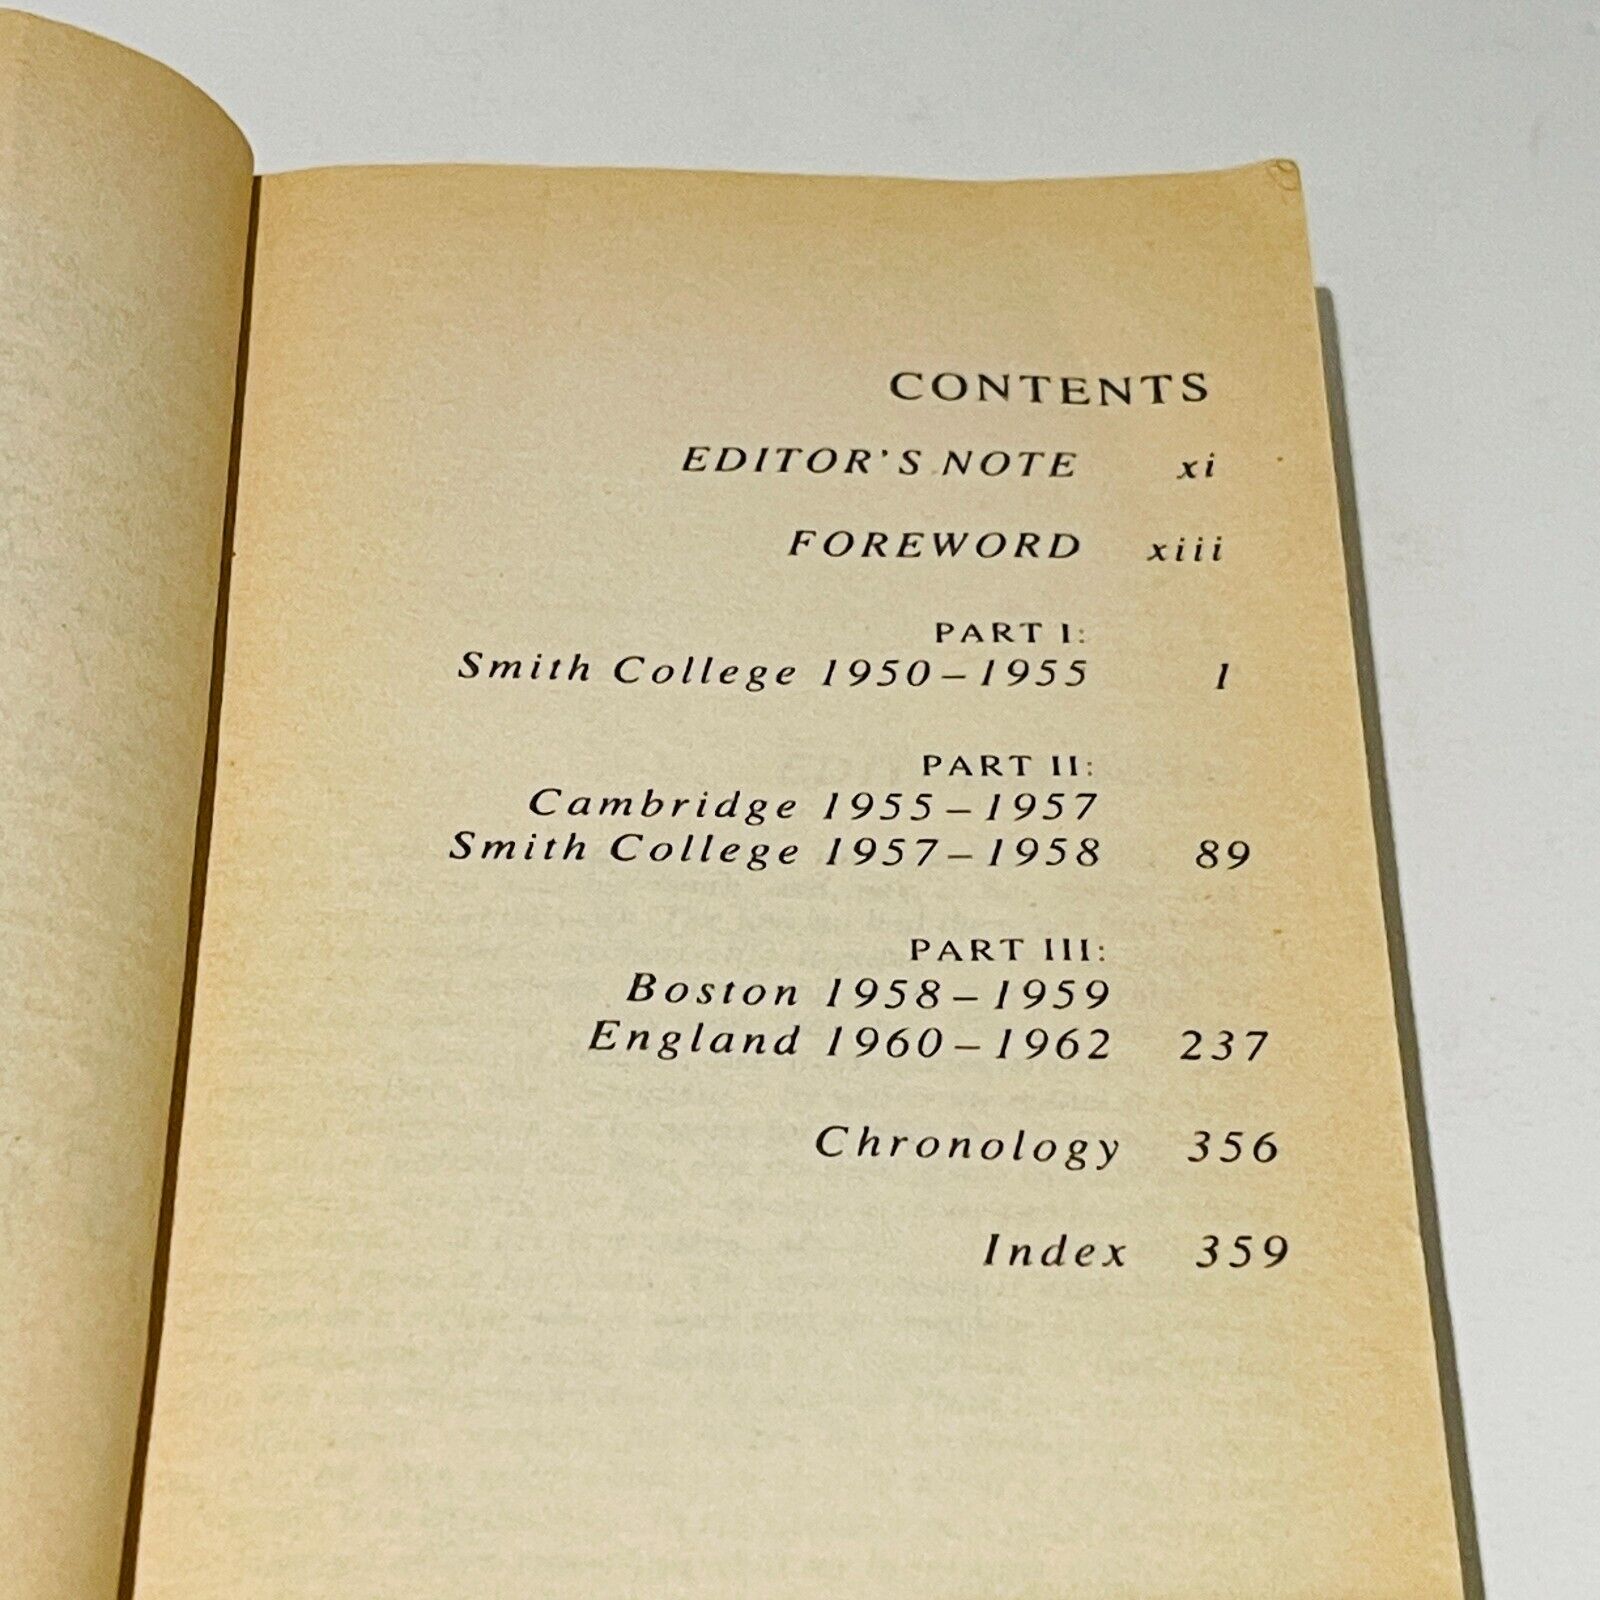 CONTENTS
EDITOR'S NOTE xi
FOREWORD xiii
PART I:
Smith College 1950–1955 1
PART II:
Cambridge 1955–1957
Smith College 1957–1958 89
PART III:
Boston 1958–1959
England 1960–1962 237
Chronology 356
Index 359